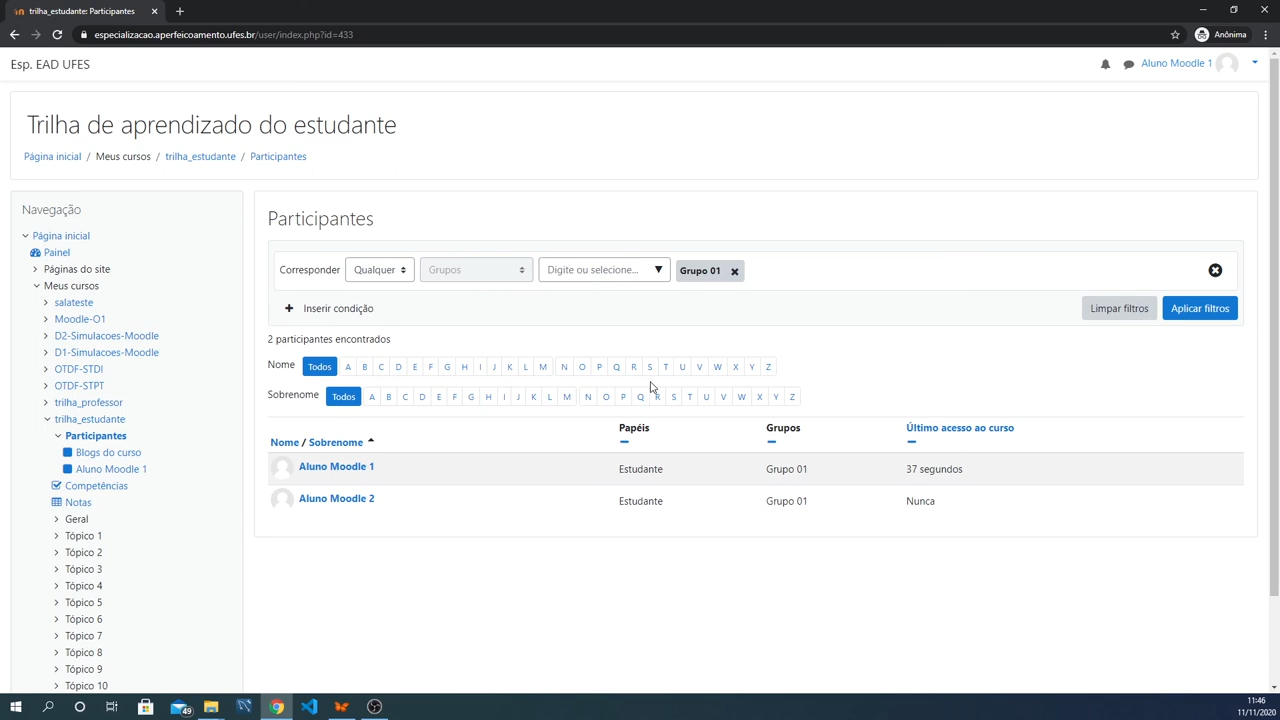 trilha_estudante: Participantes
especializacao.aperfeicoamento.ufes.br/user/index.php?id=433
Anônima
Esp. EAD UFES
Aluno Moodle 1
Trilha de aprendizado do estudante
Página inicial / Meus cursos / trilha_estudante / Participantes
Navegação
Página inicial
Painel
Páginas do site
Meus cursos
salateste
Moodle-O1
D2-Simulacoes-Moodle
D1-Simulacoes-Moodle
OTDF-STDI
OTDF-STPT
trilha_professor
trilha_estudante
Participantes
Blogs do curso
Aluno Moodle 1
Competências
Notas
Geral
Tópico 1
Tópico 2
Tópico 3
Tópico 4
Tópico 5
Tópico 6
Tópico 7
Tópico 8
Tópico 9
Tópico 10
Participantes
Corresponder Qualquer Grupos Digite ou selecione... Grupo 01
Inserir condição Limpar filtros Aplicar filtros
2 participantes encontrados
Nome Todos A B C D E F G H I J K L M N O P Q R S T U V W X Y Z
Sobrenome Todos A B C D E F G H I J K L M N O P Q R S T U V W X Y Z
Nome / Sobrenome Papéis Grupos Último acesso ao curso
Aluno Moodle 1 Estudante Grupo 01 37 segundos
Aluno Moodle 2 Estudante Grupo 01 Nunca
49
11:46
11/11/2020